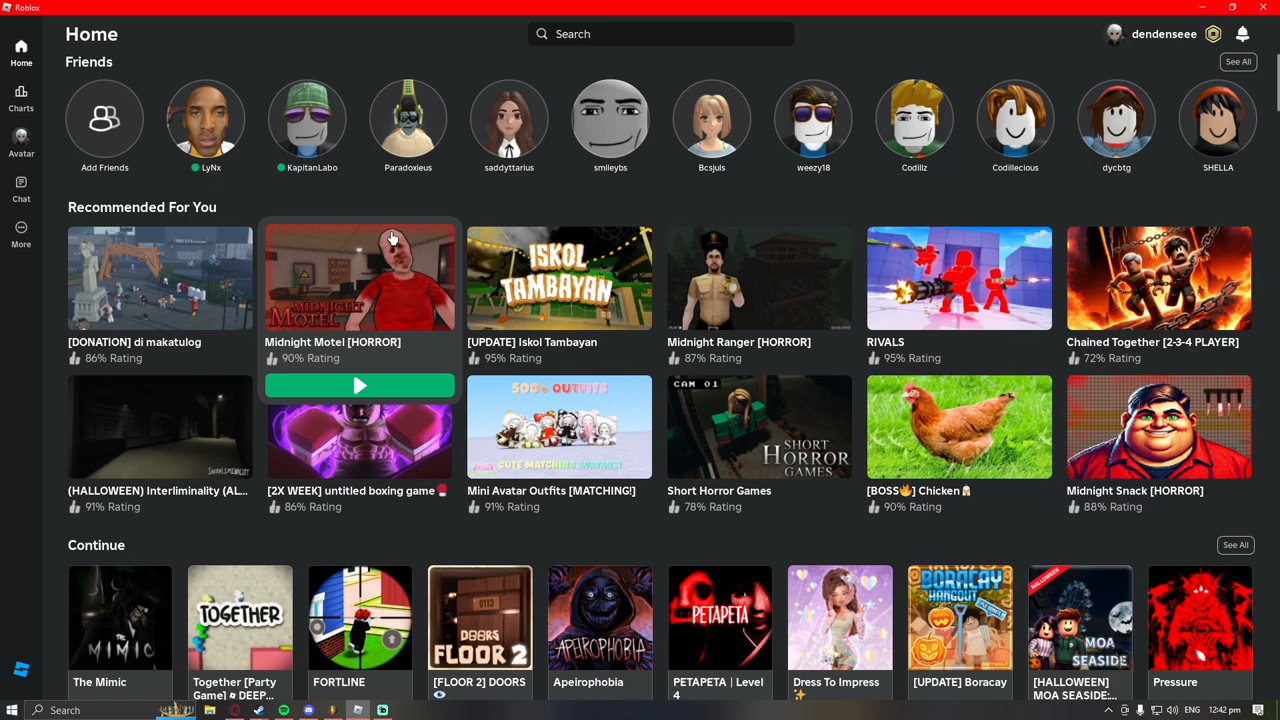 Roblox
Home
Search
dendenseee
Home
Charts
Avatar
Chat
More
Friends
See All
Add Friends
LyNx
KapitanLabo
Paradoxieus
saddyttarius
smileybs
Bcsjuls
weezy18
Codillz
Codillecious
dycbtg
SHELLA
Recommended For You
MIDNIGHT
MOTEL
ISKOL
TAMBAYAN
[DONATION] di makatulog
86% Rating
Midnight Motel [HORROR]
90% Rating
[UPDATE] Iskol Tambayan
95% Rating
Midnight Ranger [HORROR]
87% Rating
RIVALS
95% Rating
Chained Together [2-3-4 PLAYER]
72% Rating
500+ OUTFITS
CUTE MATCHING AVATARS!
CAM 01
SHORT
HORROR
GAMES
(HALLOWEEN) Interliminality (AL...
91% Rating
[2X WEEK] untitled boxing game🥊
86% Rating
Mini Avatar Outfits [MATCHING!]
91% Rating
Short Horror Games
78% Rating
[BOSS🔥] Chicken🐔
90% Rating
Midnight Snack [HORROR]
88% Rating
Continue
See All
THE
MIMIC
TOGETHER
0113
DOORS
FLOOR 2
APEIROPHOBIA
PETAPETA
BORACAY
HANGOUT
HALLOWEEN
MOA
SEASIDE
The Mimic
Together [Party
Game] 🌀 DEEP...
FORTLINE
[FLOOR 2] DOORS
👁️
Apeirophobia
PETAPETA | Level
4
Dress To Impress
✨
[UPDATE] Boracay
[HALLOWEEN]
MOA SEASIDE:...
Pressure
Search
ENG
12:42 pm